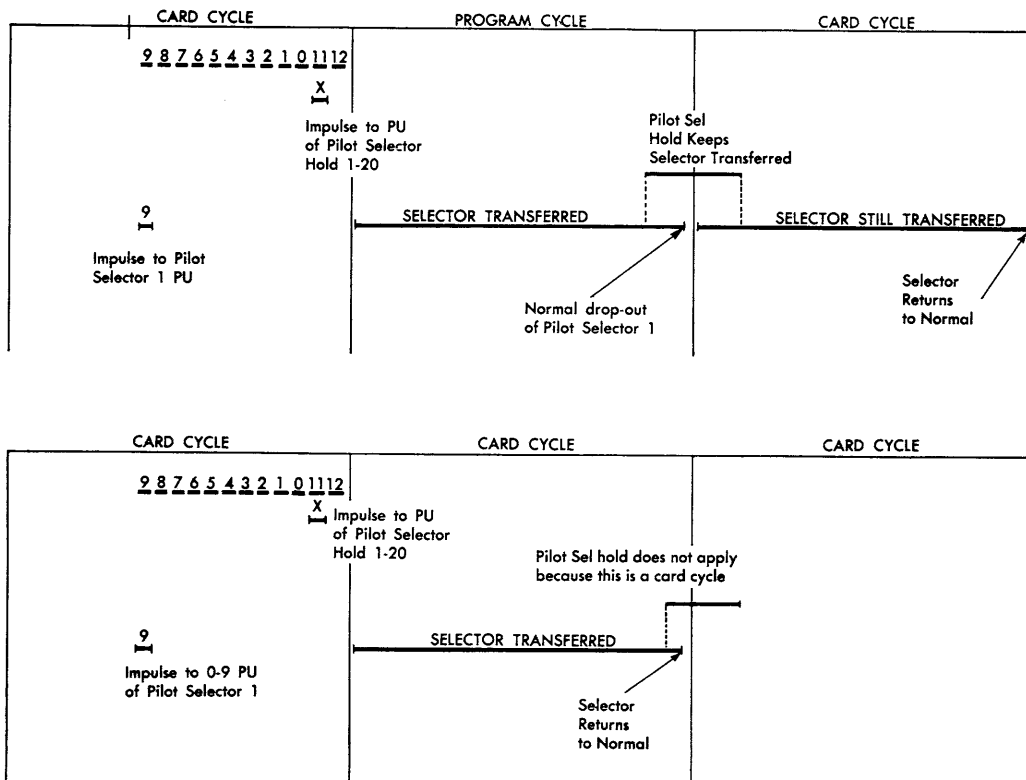 CARD CYCLE
PROGRAM CYCLE
CARD CYCLE
9 8 7 6 5 4 3 2 1 0 11 12
X
Impulse to PU
of Pilot Selector
Hold 1-20
Pilot Sel
Hold Keeps
Selector Transferred
9
SELECTOR TRANSFERRED
SELECTOR STILL TRANSFERRED
Impulse to Pilot
Selector 1 PU
Normal drop-out
of Pilot Selector 1
Selector
Returns
to Normal
CARD CYCLE
CARD CYCLE
CARD CYCLE
9 8 7 6 5 4 3 2 1 0 11 12
X
Impulse to PU
of Pilot Selector
Hold 1-20
Pilot Sel hold does not apply
because this is a card cycle
9
SELECTOR TRANSFERRED
Impulse to 0-9 PU
of Pilot Selector 1
Selector
Returns
to Normal